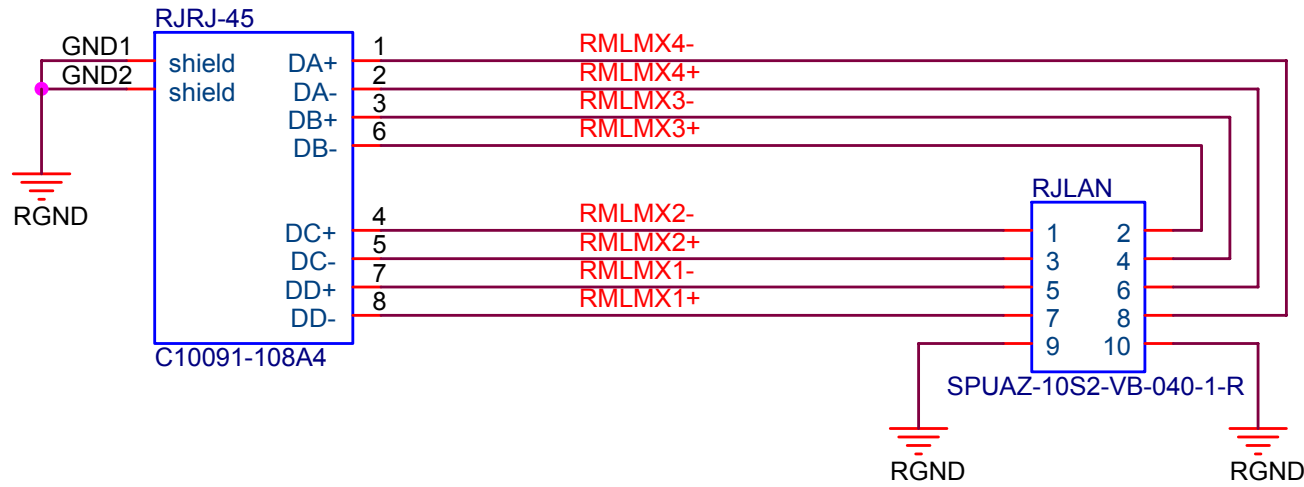 RJRJ-45
GND1
GND2
shield DA+ 1 RMLMX4-
shield DA- 2 RMLMX4+
DB+ 3 RMLMX3-
DB- 6 RMLMX3+
RGND
RJLAN
DC+ 4 RMLMX2- 1 2
DC- 5 RMLMX2+ 3 4
DD+ 7 RMLMX1- 5 6
DD- 8 RMLMX1+ 7 8
9 10
C10091-108A4
SPUAZ-10S2-VB-040-1-R
RGND
RGND